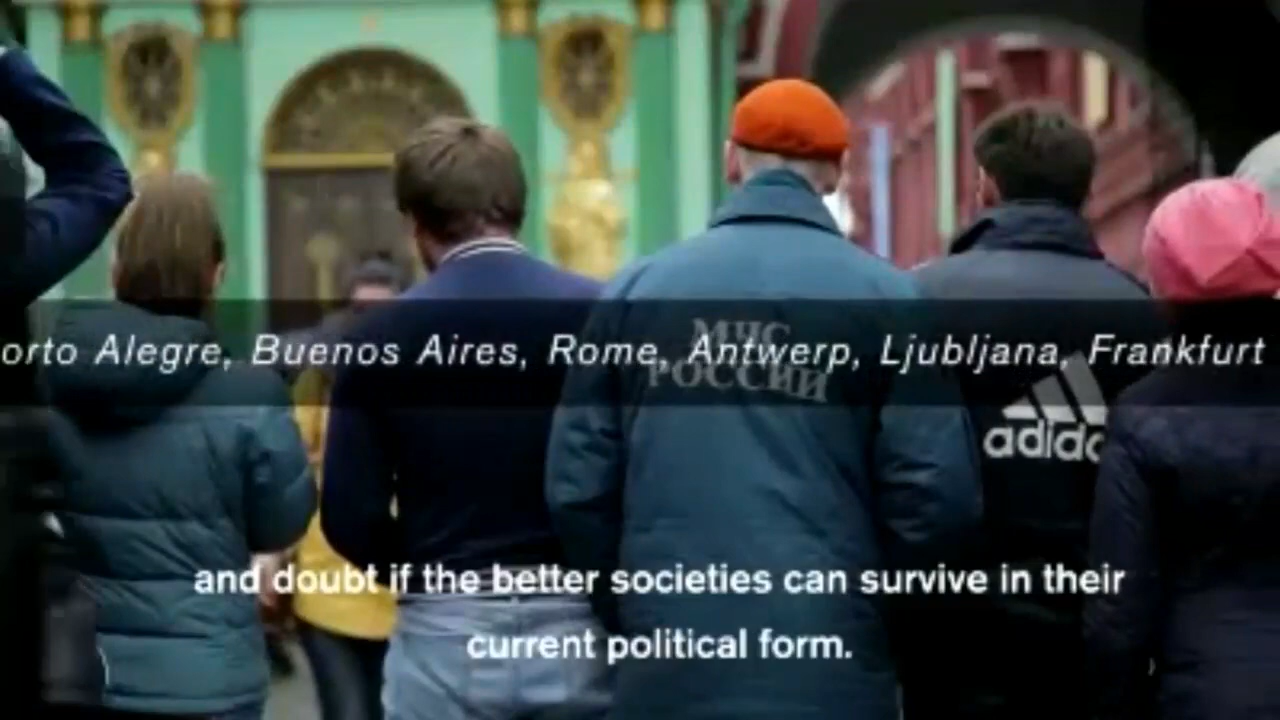 orto Alegre, Buenos Aires, Rome, Antwerp, Ljubljana, Frankfurt
МЧС
РОССИИ
adida
and doubt if the better societies can survive in their
current political form.